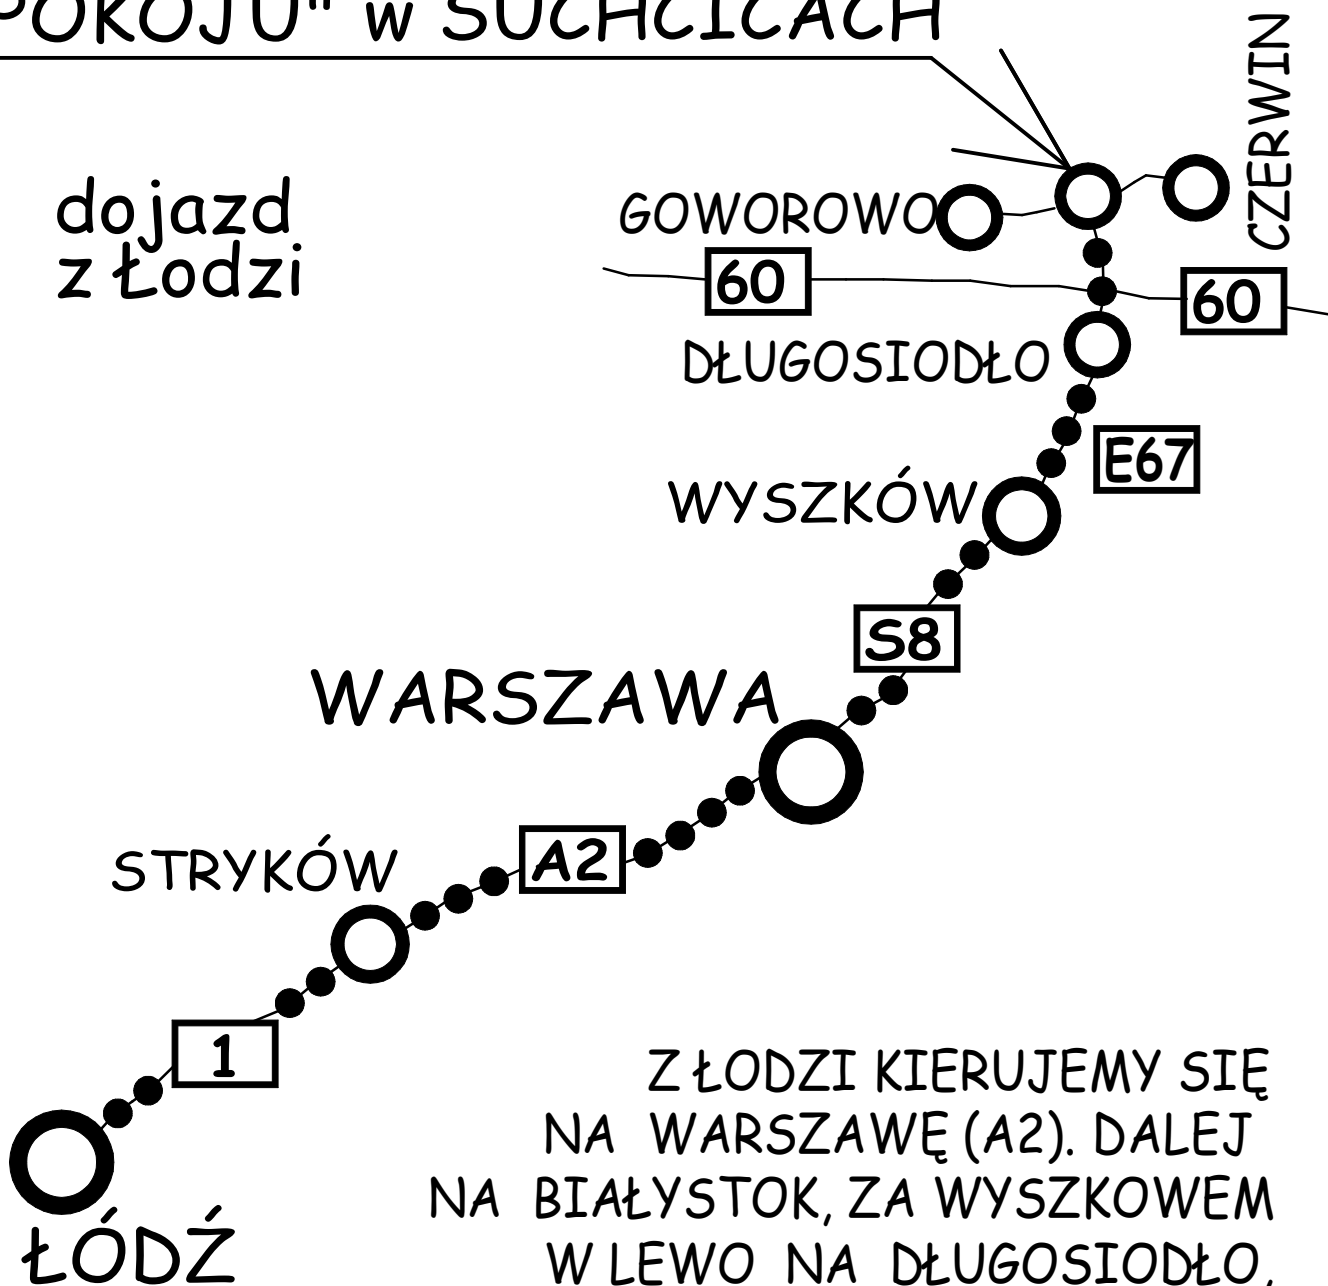 POKOJU" w SUCHCICACH
CZERWIN
dojazd
z Łodzi
GOWOROWO
60
60
DŁUGOSIODŁO
E67
WYSZKÓW
S8
WARSZAWA
A2
STRYKÓW
1
ŁÓDŹ
Z ŁODZI KIERUJEMY SIĘ
NA WARSZAWĘ (A2). DALEJ
NA BIAŁYSTOK, ZA WYSZKOWEM
W LEWO NA DŁUGOSIODŁO,